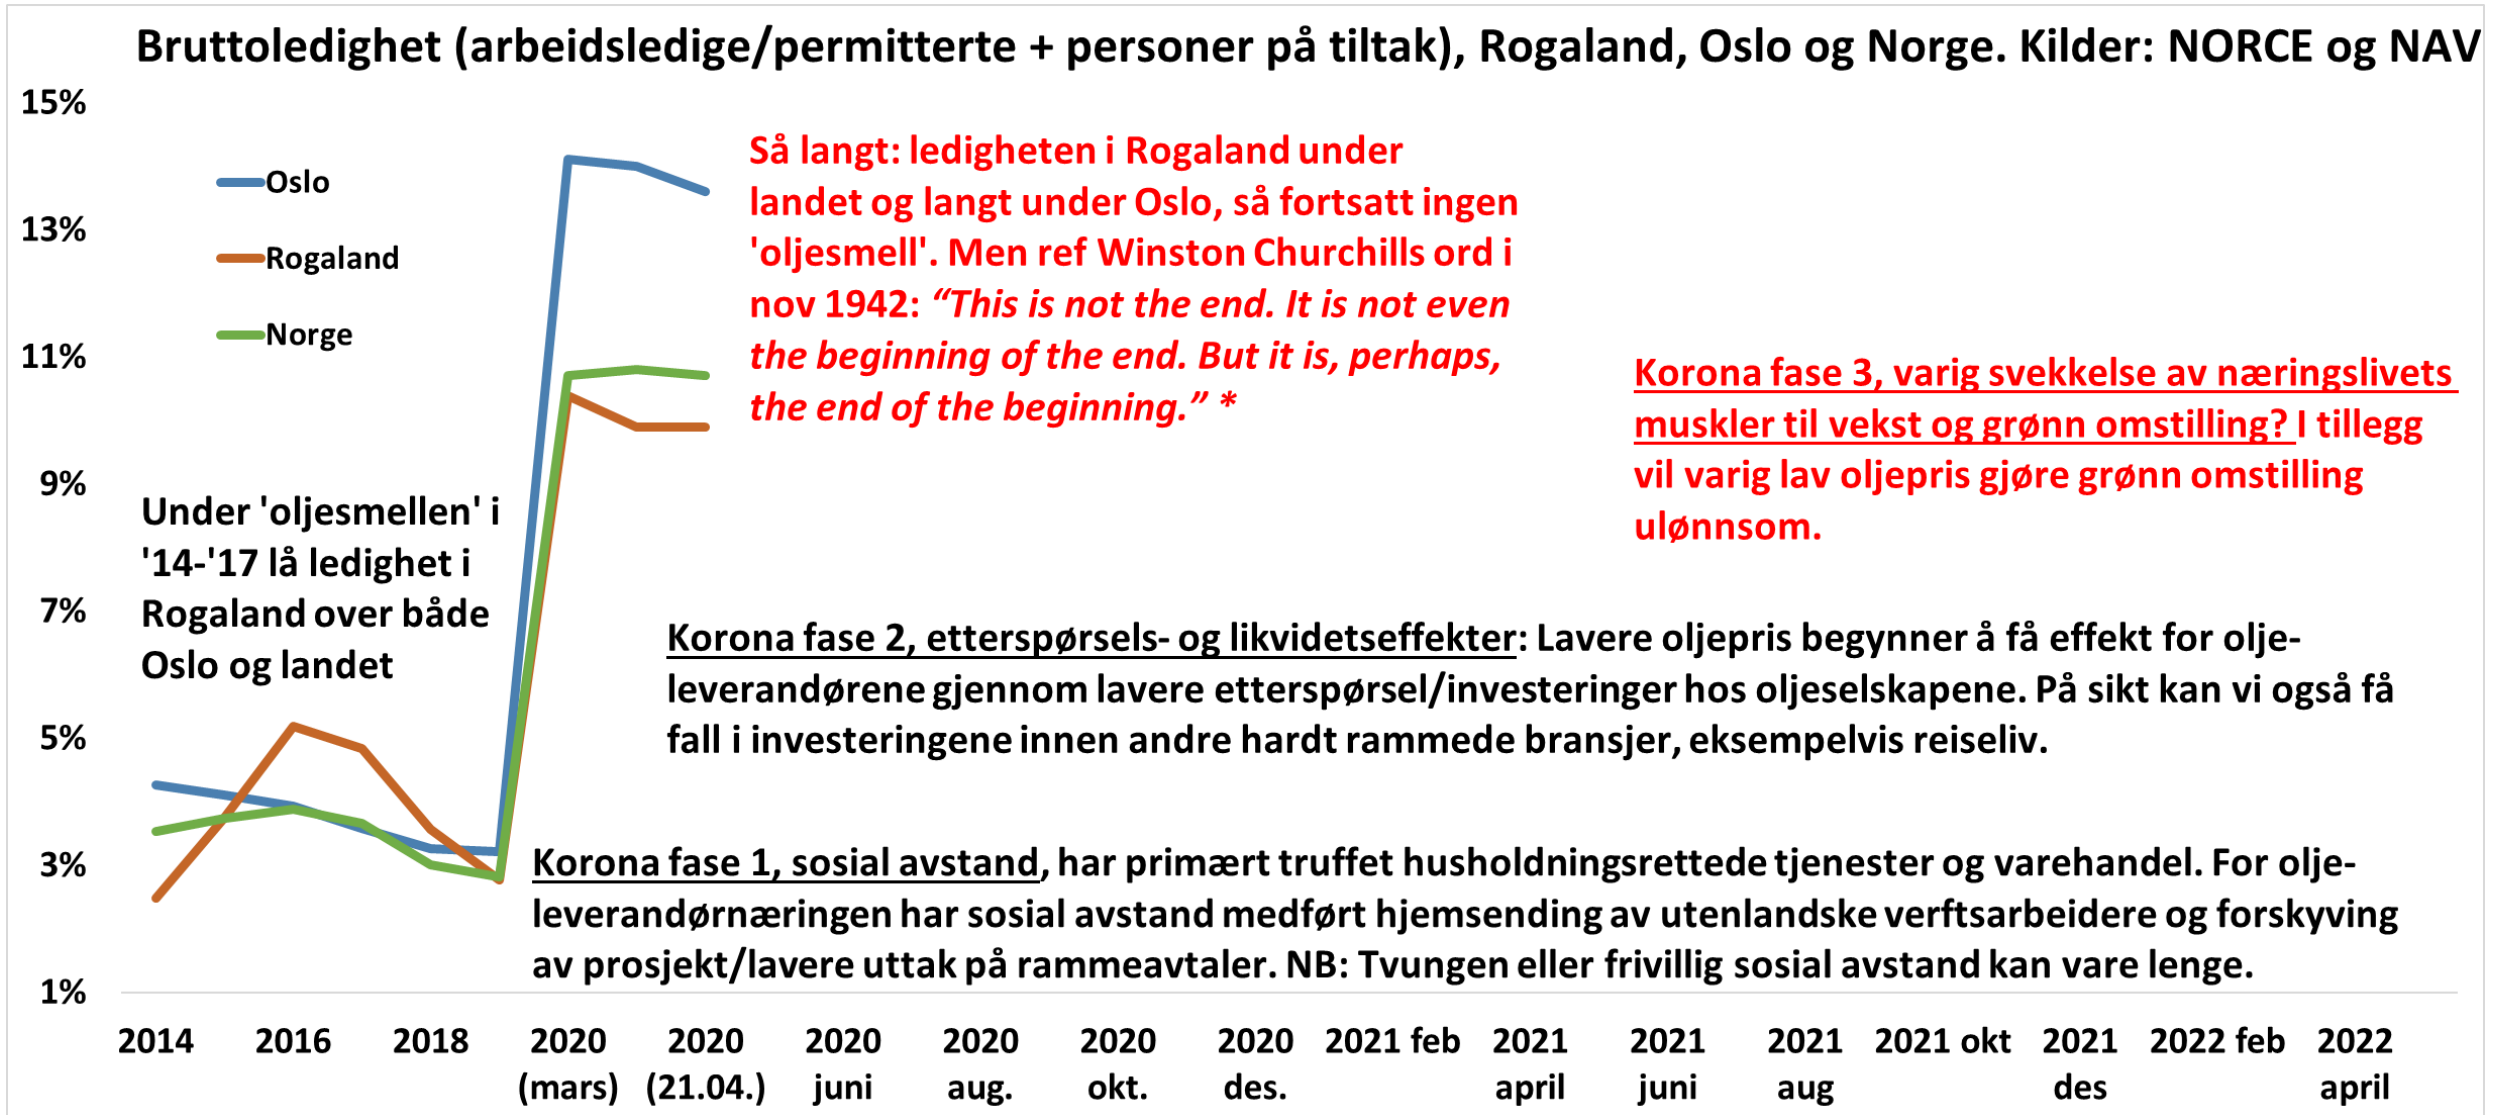 Bruttoledighet (arbeidsledige/permitterte + personer på tiltak), Rogaland, Oslo og Norge. Kilder: NORCE og NAV
15%
13%
11%
9%
7%
5%
3%
1%
Oslo
Rogaland
Norge
Så langt: ledigheten i Rogaland under
landet og langt under Oslo, så fortsatt ingen
'oljesmell'. Men ref Winston Churchills ord i
nov 1942: “This is not the end. It is not even
the beginning of the end. But it is, perhaps,
the end of the beginning.” *
Korona fase 3, varig svekkelse av næringslivets
muskler til vekst og grønn omstilling? I tillegg
vil varig lav oljepris gjøre grønn omstilling
ulønnsom.
Under 'oljesmellen' i
'14-'17 lå ledighet i
Rogaland over både
Oslo og landet
Korona fase 2, etterspørsels- og likvidetseffekter: Lavere oljepris begynner å få effekt for olje-
leverandørene gjennom lavere etterspørsel/investeringer hos oljeselskapene. På sikt kan vi også få
fall i investeringene innen andre hardt rammede bransjer, eksempelvis reiseliv.
Korona fase 1, sosial avstand, har primært truffet husholdningsrettede tjenester og varehandel. For olje-
leverandørnæringen har sosial avstand medført hjemsending av utenlandske verftsarbeidere og forskyving
av prosjekt/lavere uttak på rammeavtaler. NB: Tvungen eller frivillig sosial avstand kan vare lenge.
2014 2016 2018 2020 2020 2020 2020 2020 2020 2021 feb 2021 2021 2021 2021 okt 2021 2022 feb 2022
(mars) (21.04.) juni aug. okt. des. april juni aug des april